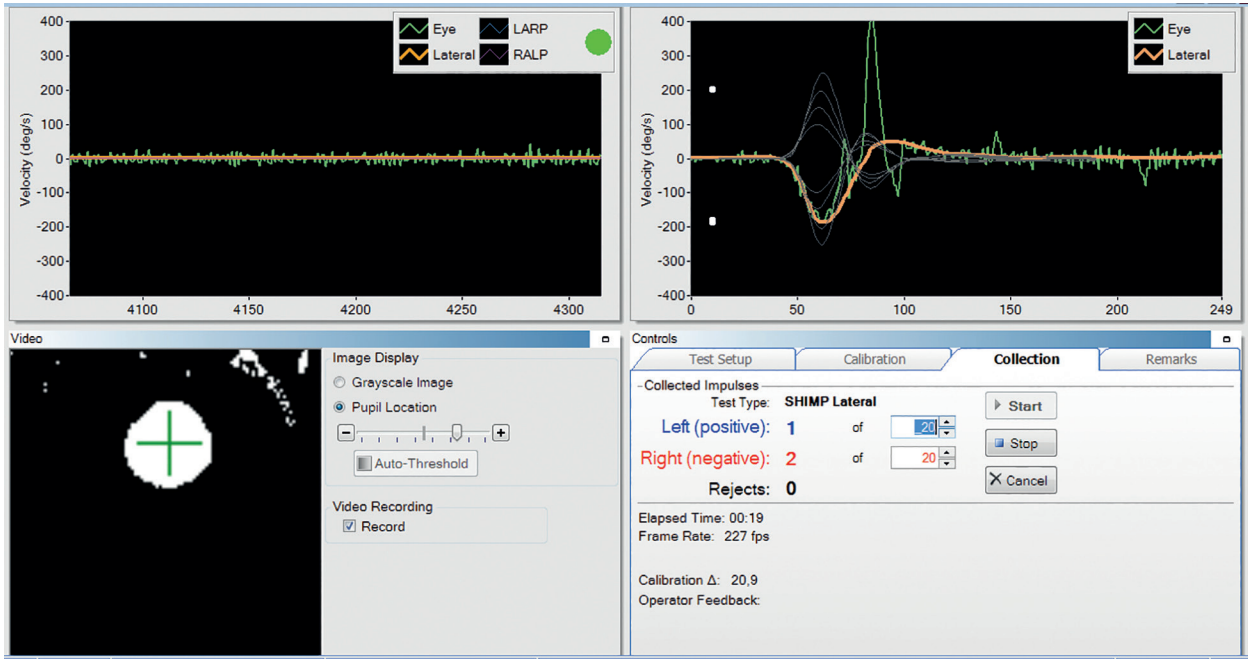 400
300
200
100
0
-100
-200
-300
-400
Velocity (deg/s)
4100 4150 4200 4250 4300
Eye LARP
Lateral RALP
400
300
200
100
0
-100
-200
-300
-400
Velocity (deg/s)
0 50 100 150 200 249
Eye
Lateral
Video
Image Display
Grayscale Image
Pupil Location
Auto-Threshold
Video Recording
Record
Controls
Test Setup Calibration Collection Remarks
Collected Impulses
Test Type: SHIMP Lateral
Left (positive): 1 of 20
Right (negative): 2 of 20
Rejects: 0
Start
Stop
Cancel
Elapsed Time: 00:19
Frame Rate: 227 fps
Calibration Δ: 20,9
Operator Feedback: